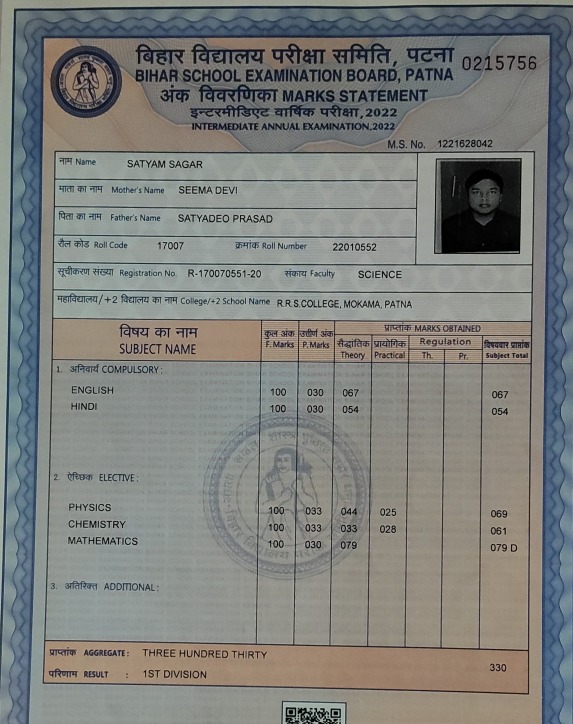 बिहार विद्यालय परीक्षा समिति, पटना 0215756
BIHAR SCHOOL EXAMINATION BOARD, PATNA
अंक विवरणिका MARKS STATEMENT
इन्टरमीडिएट वार्षिक परीक्षा, 2022
INTERMEDIATE ANNUAL EXAMINATION, 2022
M.S. No. 1221628042
नाम Name SATYAM SAGAR
माता का नाम Mother's Name SEEMA DEVI
पिता का नाम Father's Name SATYADEO PRASAD
रौल कोड Roll Code 17007 क्रमांक Roll Number 22010552
सूचीकरण संख्या Registration No. R-170070551-20 संकाय Faculty SCIENCE
महाविद्यालय/+2 विद्यालय का नाम College/+2 School Name R.R.S.COLLEGE, MOKAMA, PATNA
विषय का नाम कुल अंक उत्तीर्ण अंक प्राप्तांक MARKS OBTAINED
SUBJECT NAME F. Marks P. Marks सैद्धांतिक Theory प्रायोगिक Practical Regulation Th. Pr. विषयवार प्राप्तांक Subject Total
1. अनिवार्य COMPULSORY:
ENGLISH 100 030 067 067
HINDI 100 030 054 054
2. ऐच्छिक ELECTIVE:
PHYSICS 100 033 044 025 069
CHEMISTRY 100 033 033 028 061
MATHEMATICS 100 030 079 079 D
3. अतिरिक्त ADDITIONAL:
प्राप्तांक AGGREGATE: THREE HUNDRED THIRTY 330
परिणाम RESULT : 1ST DIVISION